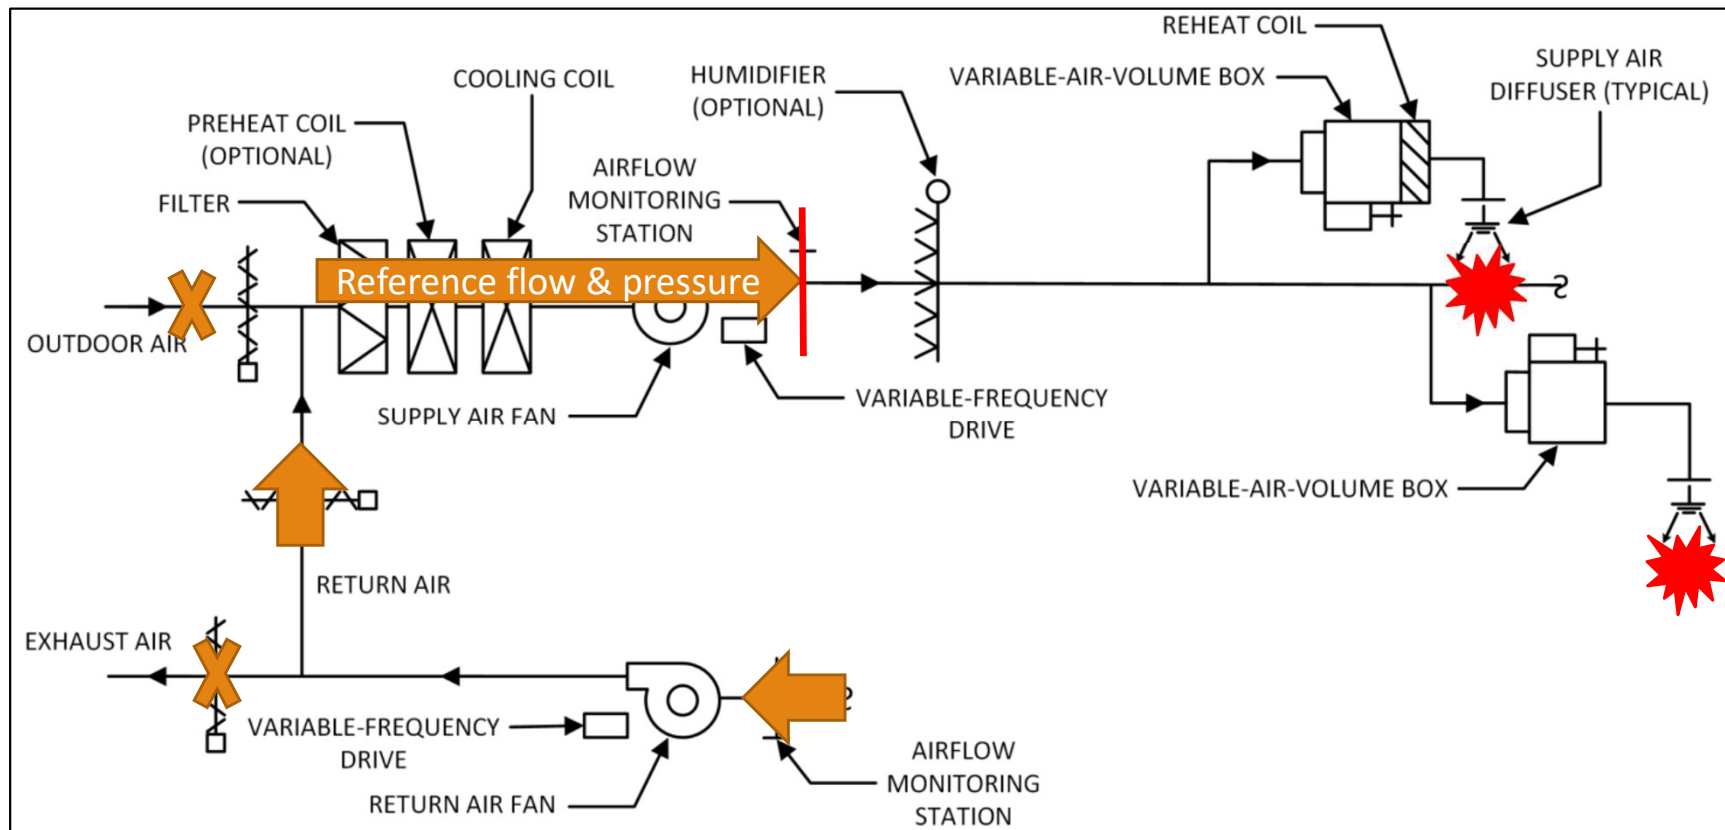 REHEAT COIL
VARIABLE-AIR-VOLUME BOX
SUPPLY AIR
DIFFUSER (TYPICAL)
HUMIDIFIER
(OPTIONAL)
COOLING COIL
PREHEAT COIL
(OPTIONAL)
AIRFLOW
MONITORING
STATION
FILTER
Reference flow & pressure
OUTDOOR AIR
SUPPLY AIR FAN
VARIABLE-FREQUENCY
DRIVE
VARIABLE-AIR-VOLUME BOX
RETURN AIR
EXHAUST AIR
VARIABLE-FREQUENCY
DRIVE
RETURN AIR FAN
AIRFLOW
MONITORING
STATION